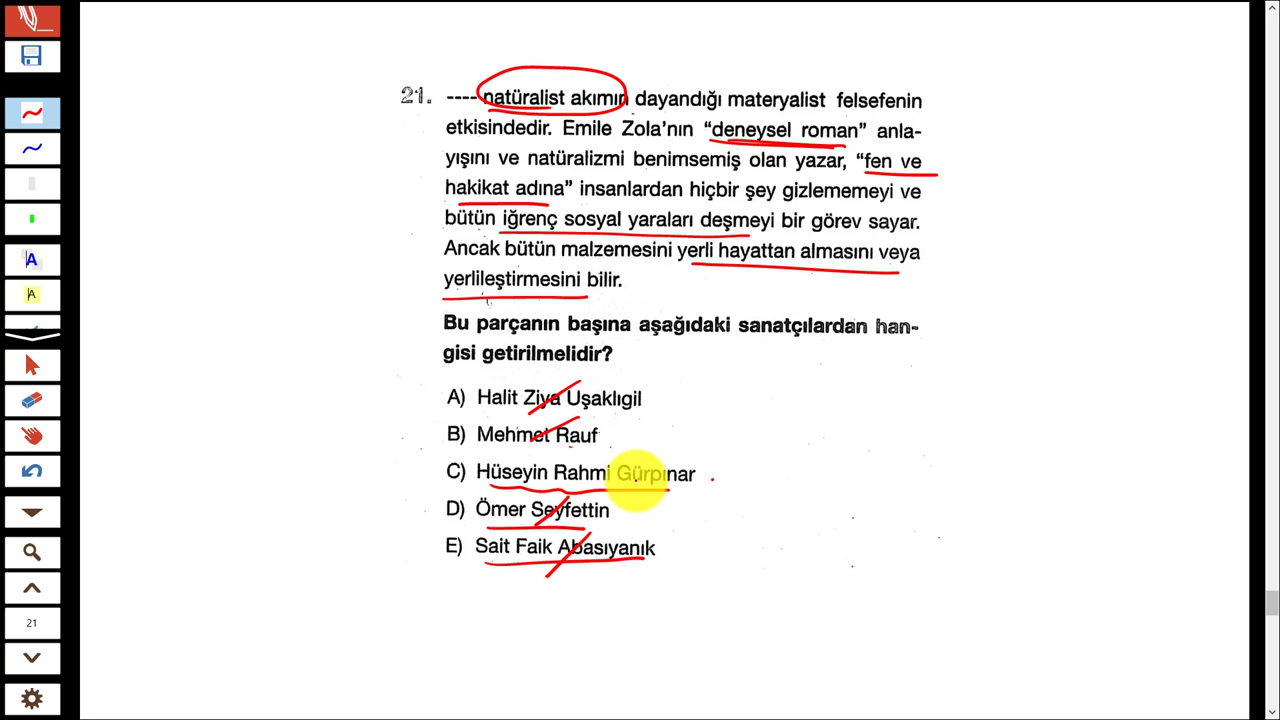 21. ---- natüralist akımın dayandığı materyalist felsefenin
etkisindedir. Emile Zola’nın “deneysel roman” anla-
yışını ve natüralizmi benimsemiş olan yazar, “fen ve
hakikat adına” insanlardan hiçbir şey gizlememeyi ve
bütün iğrenç sosyal yaraları deşmeyi bir görev sayar.
Ancak bütün malzemesini yerli hayattan almasını veya
yerlileştirmesini bilir.
Bu parçanın başına aşağıdaki sanatçılardan han-
gisi getirilmelidir?
A) Halit Ziya Uşaklıgil
B) Mehmet Rauf
C) Hüseyin Rahmi Gürpınar
D) Ömer Seyfettin
E) Sait Faik Abasıyanık
A
A
21